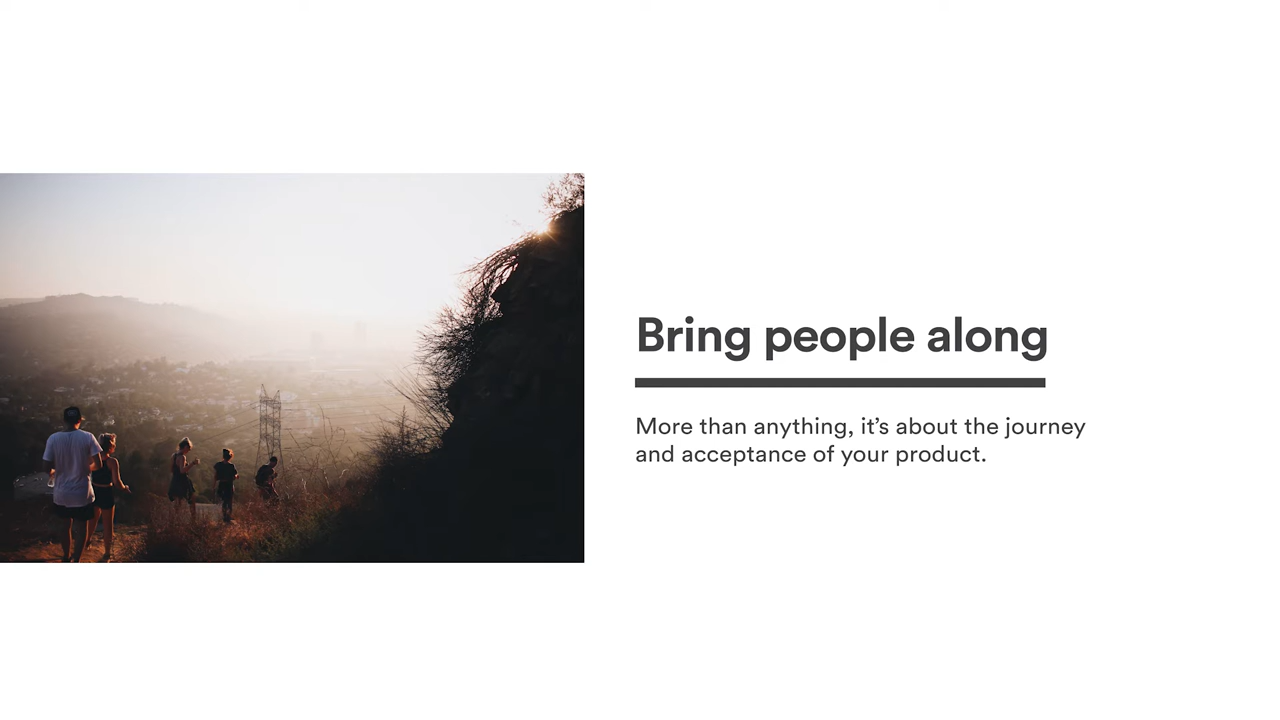 Bring people along
More than anything, it’s about the journey
and acceptance of your product.